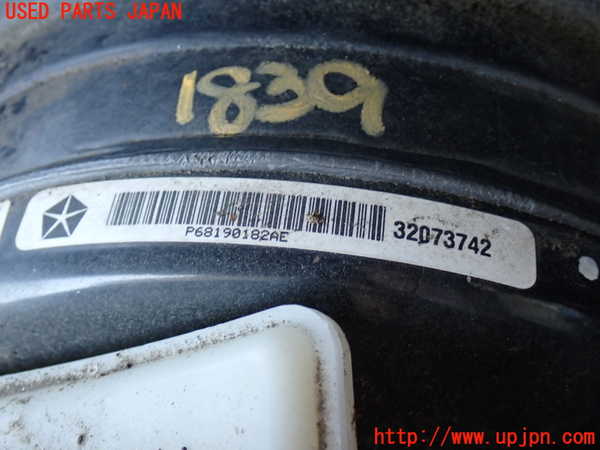 USED PARTS JAPAN
1839
P68190182AE
32073742
http://www.upjpn.com/